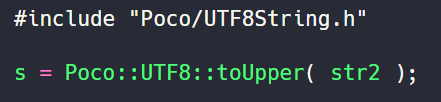 #include "Poco/UTF8String.h"
s = Poco::UTF8::toUpper( str2 );